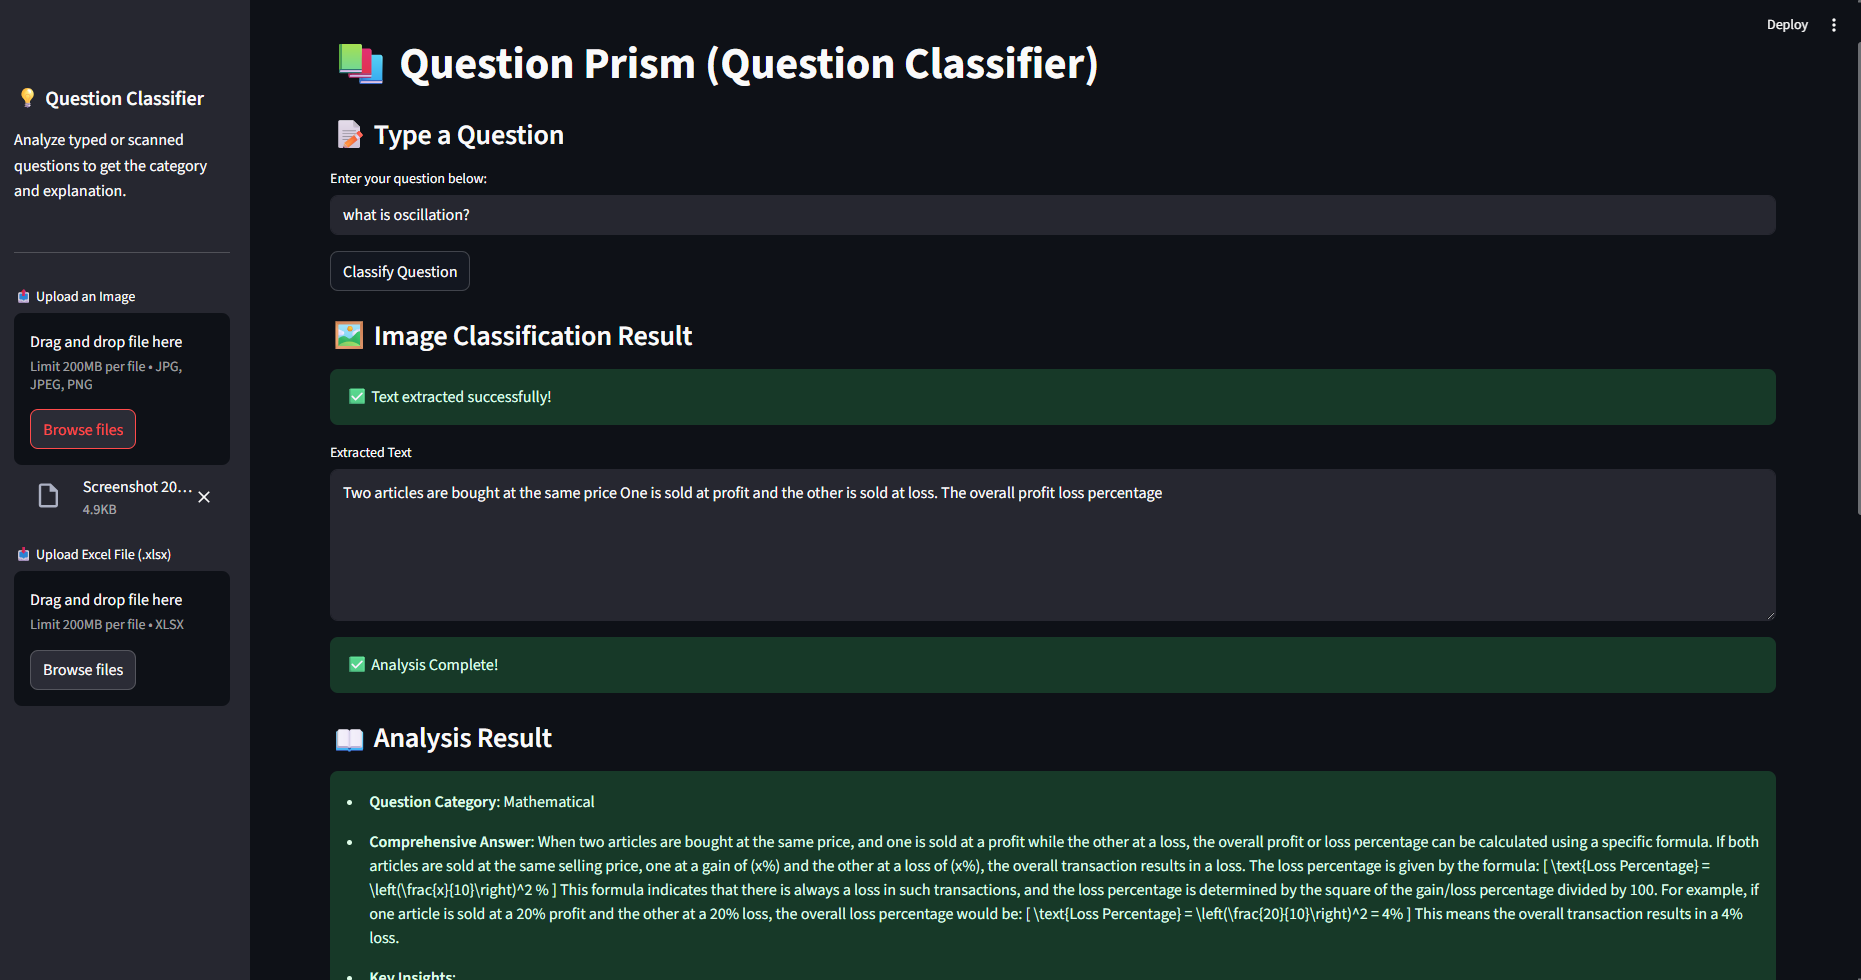 Deploy
💡 Question Classifier
Analyze typed or scanned
questions to get the category
and explanation.
📤 Upload an Image
Drag and drop file here
Limit 200MB per file • JPG,
JPEG, PNG
Browse files
Screenshot 20...
4.9KB
📤 Upload Excel File (.xlsx)
Drag and drop file here
Limit 200MB per file • XLSX
Browse files
📚 Question Prism (Question Classifier)
📝 Type a Question
Enter your question below:
what is oscillation?
Classify Question
🖼️ Image Classification Result
✅ Text extracted successfully!
Extracted Text
Two articles are bought at the same price One is sold at profit and the other is sold at loss. The overall profit loss percentage
✅ Analysis Complete!
📖 Analysis Result
• Question Category: Mathematical
• Comprehensive Answer: When two articles are bought at the same price, and one is sold at a profit while the other at a loss, the overall profit or loss percentage can be calculated using a specific formula. If both
articles are sold at the same selling price, one at a gain of (x%) and the other at a loss of (x%), the overall transaction results in a loss. The loss percentage is given by the formula: [ \text{Loss Percentage} =
\left(\frac{x}{10}\right)^2 % ] This formula indicates that there is always a loss in such transactions, and the loss percentage is determined by the square of the gain/loss percentage divided by 100. For example, if
one article is sold at a 20% profit and the other at a 20% loss, the overall loss percentage would be: [ \text{Loss Percentage} = \left(\frac{20}{10}\right)^2 = 4% ] This means the overall transaction results in a 4%
loss.
• Key Insights: